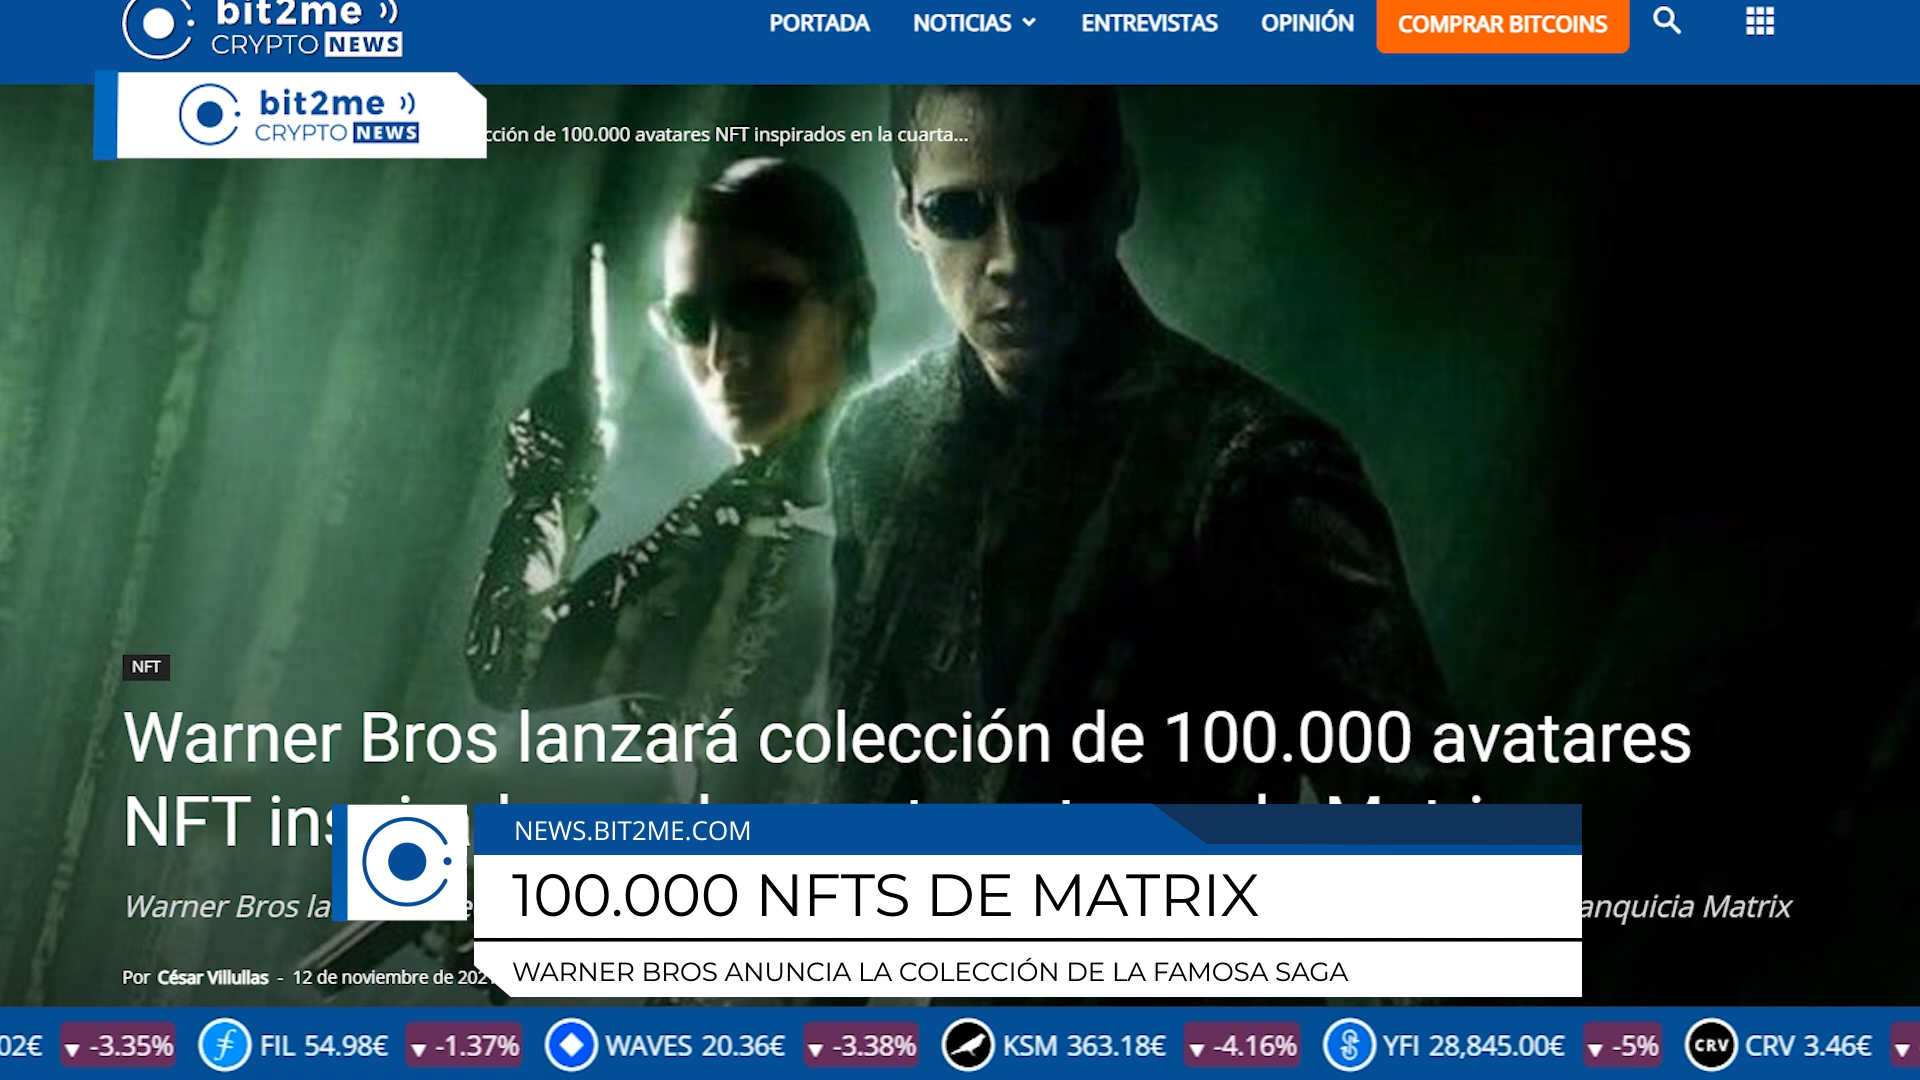 bit2me
CRYPTO NEWS
PORTADA NOTICIAS ENTREVISTAS OPINIÓN COMPRAR BITCOINS
bit2me
CRYPTO NEWS
cción de 100.000 avatares NFT inspirados en la cuarta...
NFT
Warner Bros lanzará colección de 100.000 avatares
NFT
NEWS.BIT2ME.COM
100.000 NFTS DE MATRIX
Warner Bros la
anquicia Matrix
WARNER BROS ANUNCIA LA COLECCIÓN DE LA FAMOSA SAGA
Por César Villullas - 12 de noviembre de 202
02€ ▼ -3.35% FIL 54.98€ ▼ -1.37% WAVES 20.36€ ▼ -3.38% KSM 363.18€ ▼ -4.16% YFI 28,845.00€ ▼ -5% CRV CRV 3.46€ ▼